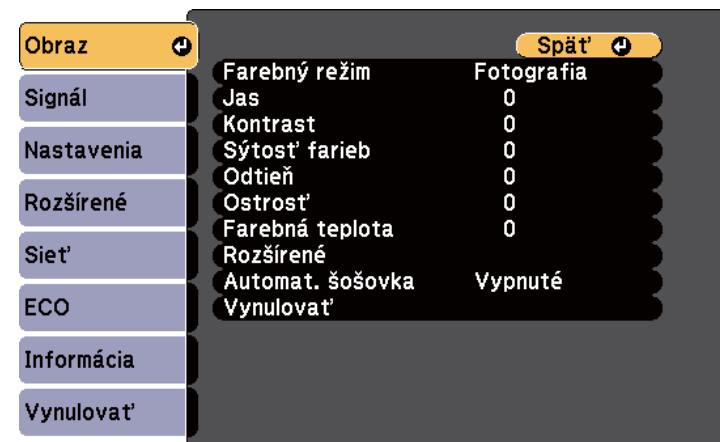 Obraz
Signál
Nastavenia
Rozšírené
Sieť
ECO
Informácia
Vynulovať
Späť
Farebný režim Fotografia
Jas 0
Kontrast 0
Sýtosť farieb 0
Odtieň 0
Ostrosť 0
Farebná teplota 0
Rozšírené
Automat. šošovka Vypnuté
Vynulovať